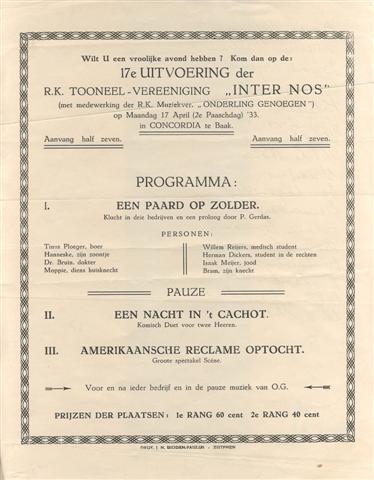 Wilt U een vroolijke avond hebben ? Kom dan op de:
17e UITVOERING der
R.K. TOONEEL-VEREENIGING „INTER NOS”
(met medewerking der R.K. Muziekver. „ONDERLING GENOEGEN”)
op Maandag 17 April (2e Paaschdag) '33.
in CONCORDIA te Baak.
Aanvang half zeven. Aanvang half zeven.
PROGRAMMA:
I. EEN PAARD OP ZOLDER.
Klucht in drie bedrijven en een proloog door P. Gerdas.
PERSONEN:
Tinus Ploeger, boer Willem Reijers, medisch student
Hanneske, zijn zoontje Herman Dickers, student in de rechten
Dr. Bruin, dokter Isaak Meijer, jood
Moppie, diens huisknecht Bram, zijn knecht
PAUZE
II. EEN NACHT IN 't CACHOT.
Komisch Duet voor twee Heeren.
III. AMERIKAANSCHE RECLAME OPTOCHT.
Groote spectakel Scène.
Voor en na ieder bedrijf en in de pauze muziek van O.G.
PRIJZEN DER PLAATSEN: 1e RANG 60 cent 2e RANG 40 cent
ZUTPHEN